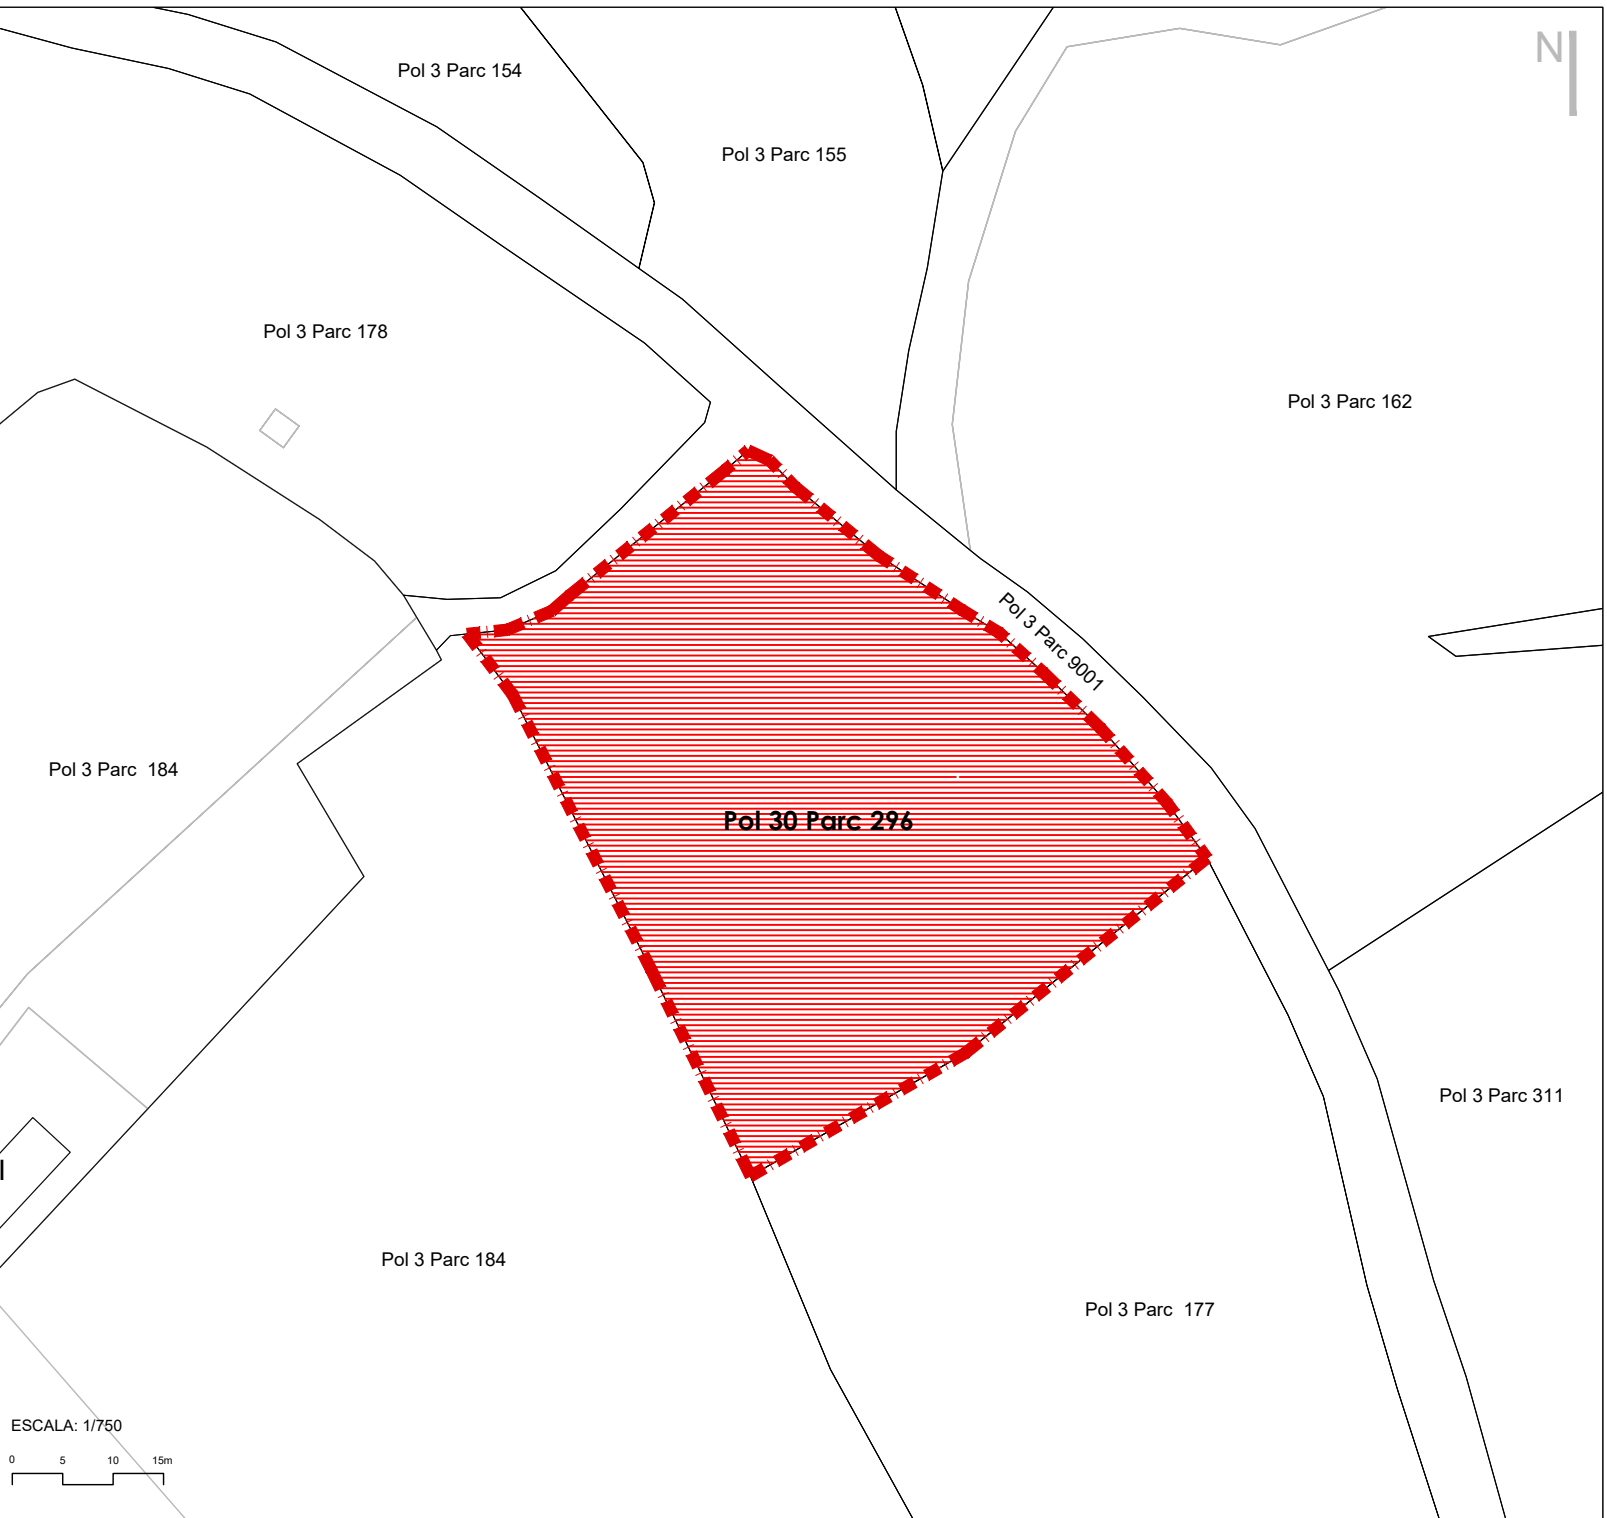 N
Pol 3 Parc 154
Pol 3 Parc 155
Pol 3 Parc 178
Pol 3 Parc 162
Pol 3 Parc 9001
Pol 3 Parc 184
Pol 30 Parc 296
Pol 3 Parc 311
l
Pol 3 Parc 184
Pol 3 Parc 177
ESCALA: 1/750
0 5 10 15m